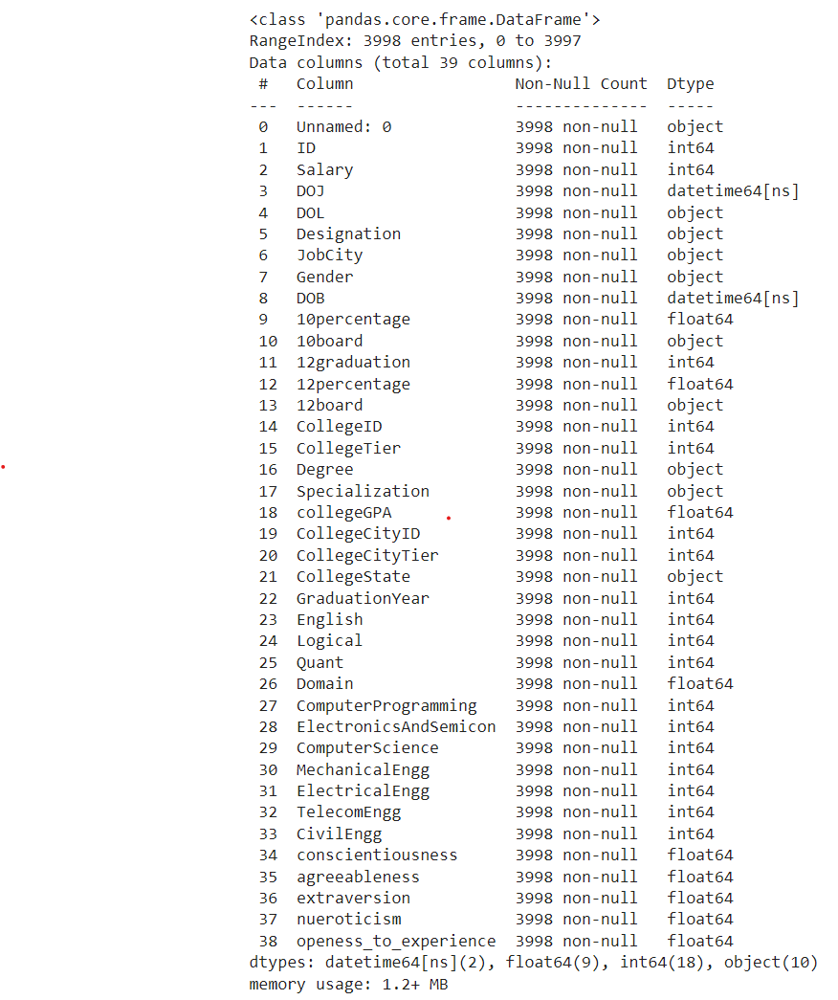 <class 'pandas.core.frame.DataFrame'>
RangeIndex: 3998 entries, 0 to 3997
Data columns (total 39 columns):
 #   Column                 Non-Null Count  Dtype
---  ------                 --------------  -----
 0   Unnamed: 0             3998 non-null   object
 1   ID                     3998 non-null   int64
 2   Salary                 3998 non-null   int64
 3   DOJ                    3998 non-null   datetime64[ns]
 4   DOL                    3998 non-null   object
 5   Designation            3998 non-null   object
 6   JobCity                3998 non-null   object
 7   Gender                 3998 non-null   object
 8   DOB                    3998 non-null   datetime64[ns]
 9   10percentage           3998 non-null   float64
 10  10board                3998 non-null   object
 11  12graduation           3998 non-null   int64
 12  12percentage           3998 non-null   float64
 13  12board                3998 non-null   object
 14  CollegeID              3998 non-null   int64
 15  CollegeTier            3998 non-null   int64
 16  Degree                 3998 non-null   object
 17  Specialization         3998 non-null   object
 18  collegeGPA             3998 non-null   float64
 19  CollegeCityID          3998 non-null   int64
 20  CollegeCityTier        3998 non-null   int64
 21  CollegeState           3998 non-null   object
 22  GraduationYear         3998 non-null   int64
 23  English                3998 non-null   int64
 24  Logical                3998 non-null   int64
 25  Quant                  3998 non-null   int64
 26  Domain                 3998 non-null   float64
 27  ComputerProgramming    3998 non-null   int64
 28  ElectronicsAndSemicon  3998 non-null   int64
 29  ComputerScience        3998 non-null   int64
 30  MechanicalEngg         3998 non-null   int64
 31  ElectricalEngg         3998 non-null   int64
 32  TelecomEngg            3998 non-null   int64
 33  CivilEngg              3998 non-null   int64
 34  conscientiousness      3998 non-null   float64
 35  agreeableness          3998 non-null   float64
 36  extraversion           3998 non-null   float64
 37  nueroticism            3998 non-null   float64
 38  openess_to_experience  3998 non-null   float64
dtypes: datetime64[ns](2), float64(9), int64(18), object(10)
memory usage: 1.2+ MB